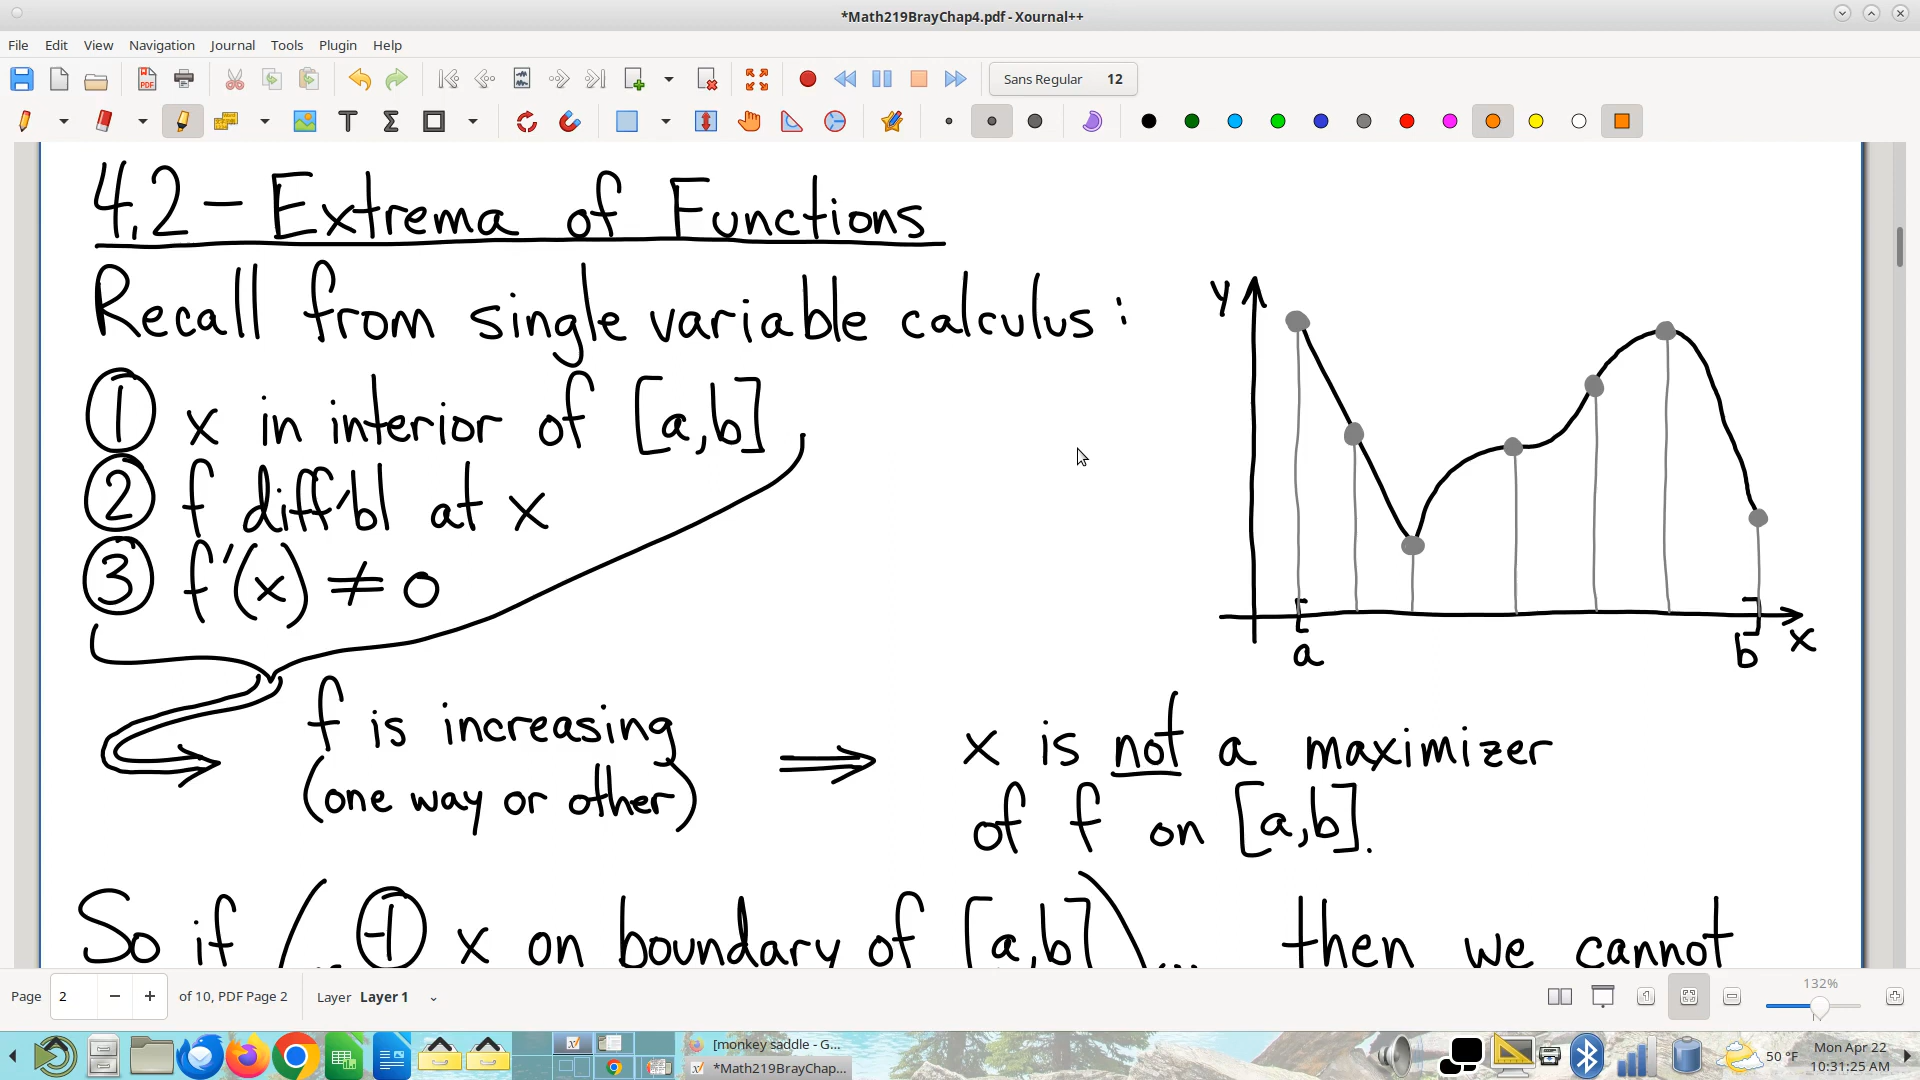 *Math219BrayChap4.pdf - Xournal++
File Edit View Navigation Journal Tools Plugin Help
Sans Regular 12
4.2 - Extrema of Functions
Recall from single variable calculus:
① x in interior of [a,b]
② f diff'bl at x
③ f'(x) ≠ 0
y
a
b
x
f is increasing
(one way or other)
⇒
x is not a maximizer
of f on [a,b].
So if ( ¬① x on boundary of [a,b] ) then we cannot
Page 2 − + of 10, PDF Page 2 Layer Layer 1
132%
[monkey saddle - G...
*Math219BrayChap...
50 °F
Mon Apr 22
10:31:25 AM